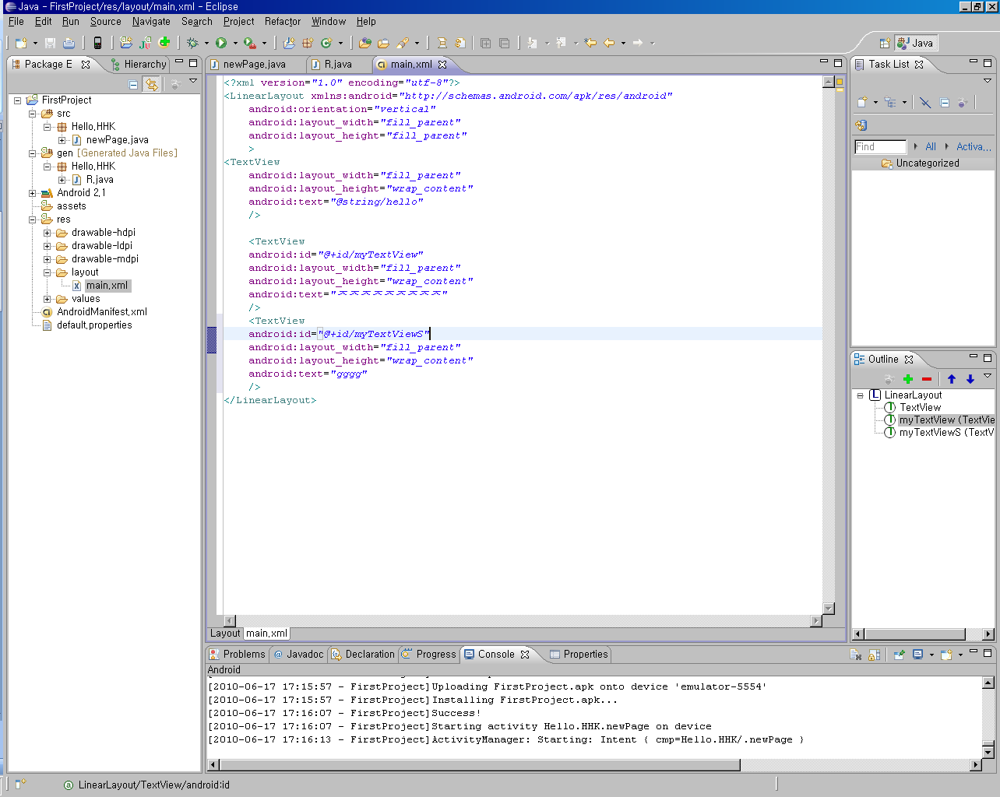 Java - FirstProject/res/layout/main.xml - Eclipse
File Edit Run Source Navigate Search Project Refactor Window Help
Java
Package E
Hierarchy
FirstProject
src
Hello.HHK
newPage.java
gen [Generated Java Files]
Hello.HHK
R.java
Android 2.1
assets
res
drawable-hdpi
drawable-ldpi
drawable-mdpi
layout
main.xml
values
AndroidManifest.xml
default.properties
newPage.java
R.java
main.xml
<?xml version="1.0" encoding="utf-8"?>
<LinearLayout xmlns:android="http://schemas.android.com/apk/res/android"
android:orientation="vertical"
android:layout_width="fill_parent"
android:layout_height="fill_parent"
>
<TextView
android:layout_width="fill_parent"
android:layout_height="wrap_content"
android:text="@string/hello"
/>
<TextView
android:id="@+id/myTextView"
android:layout_width="fill_parent"
android:layout_height="wrap_content"
android:text="ㅈㅈㅈㅈㅈㅈㅈㅈㅈ"
/>
<TextView
android:id="@+id/myTextViewS"
android:layout_width="fill_parent"
android:layout_height="wrap_content"
android:text="gggg"
/>
</LinearLayout>
Layout main.xml
Task List
Find
All
Activa...
Uncategorized
Outline
LinearLayout
TextView
myTextView (TextVie
myTextViewS (TextV
Problems
@ Javadoc
Declaration
Progress
Console
Properties
Android
[2010-06-17 17:15:57 - FirstProject]Uploading FirstProject.apk onto device 'emulator-5554'
[2010-06-17 17:15:57 - FirstProject]Installing FirstProject.apk...
[2010-06-17 17:16:07 - FirstProject]Success!
[2010-06-17 17:16:07 - FirstProject]Starting activity Hello.HHK.newPage on device
[2010-06-17 17:16:13 - FirstProject]ActivityManager: Starting: Intent { cmp=Hello.HHK/.newPage }
LinearLayout/TextView/android:id